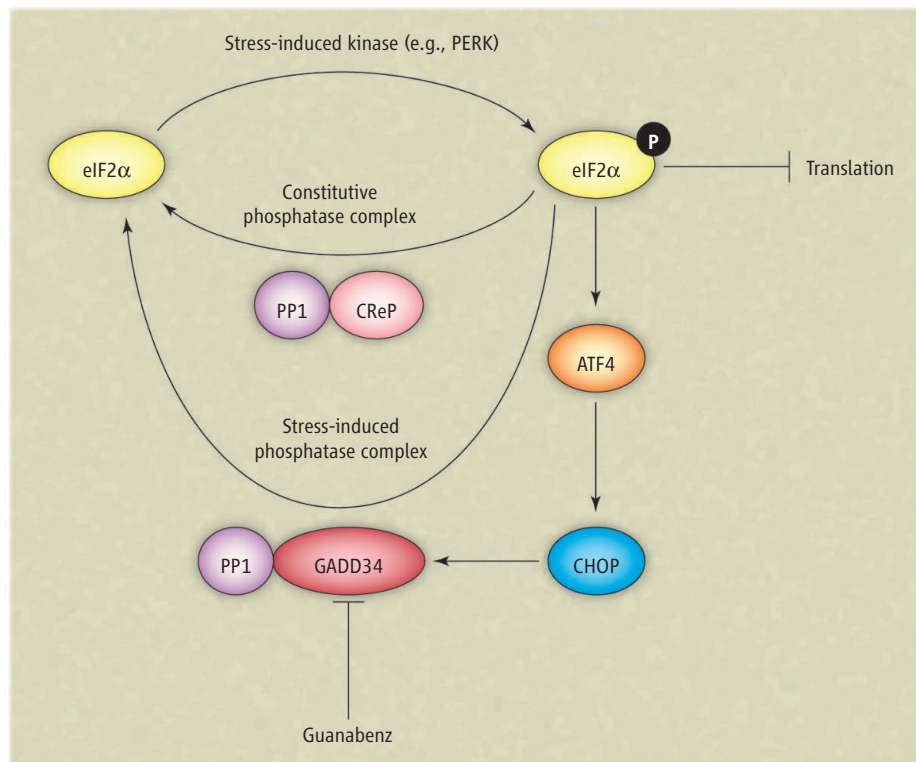 Stress-induced kinase (e.g., PERK)
P
eIF2α
eIF2α
Translation
Constitutive
phosphatase complex
PP1
CReP
ATF4
Stress-induced
phosphatase complex
PP1
GADD34
CHOP
Guanabenz